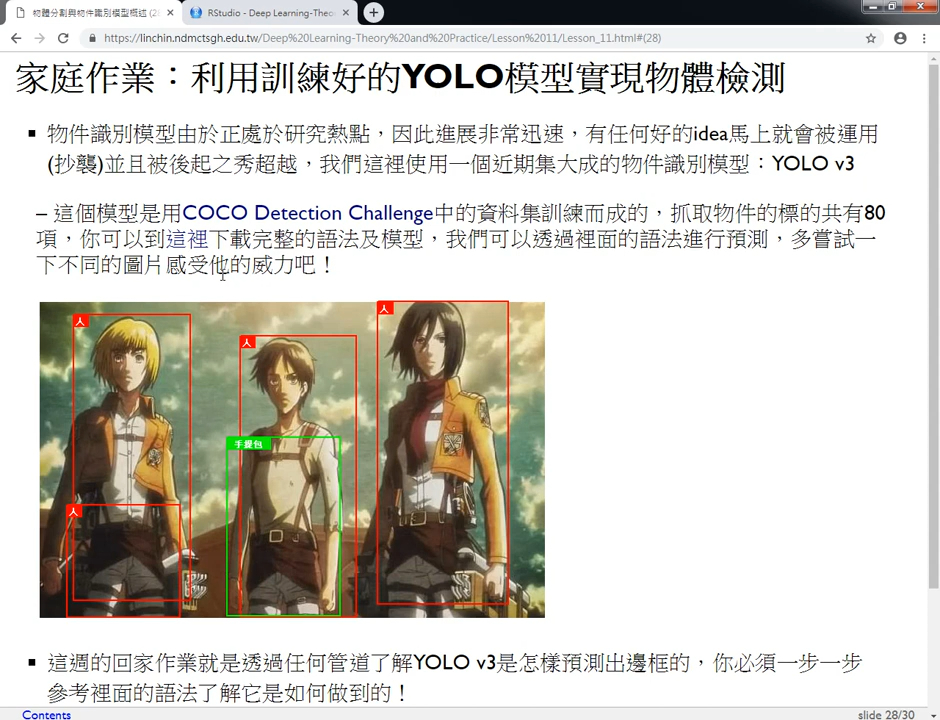 物體分割與物件識別模型概述 (28
RStudio - Deep Learning-Theo
https://linchin.ndmctsgh.edu.tw/Deep%20Learning-Theory%20and%20Practice/Lesson%2011/Lesson_11.html#(28)
家庭作業：利用訓練好的YOLO模型實現物體檢測
物件識別模型由於正處於研究熱點，因此進展非常迅速，有任何好的idea馬上就會被運用
(抄襲)並且被後起之秀超越，我們這裡使用一個近期集大成的物件識別模型：YOLO v3
– 這個模型是用COCO Detection Challenge中的資料集訓練而成的，抓取物件的標的共有80
項，你可以到這裡下載完整的語法及模型，我們可以透過裡面的語法進行預測，多嘗試一
下不同的圖片感受他的威力吧！
人
人
人
手提包
人
這週的回家作業就是透過任何管道了解YOLO v3是怎樣預測出邊框的，你必須一步一步
參考裡面的語法了解它是如何做到的！
Contents
slide 28/30